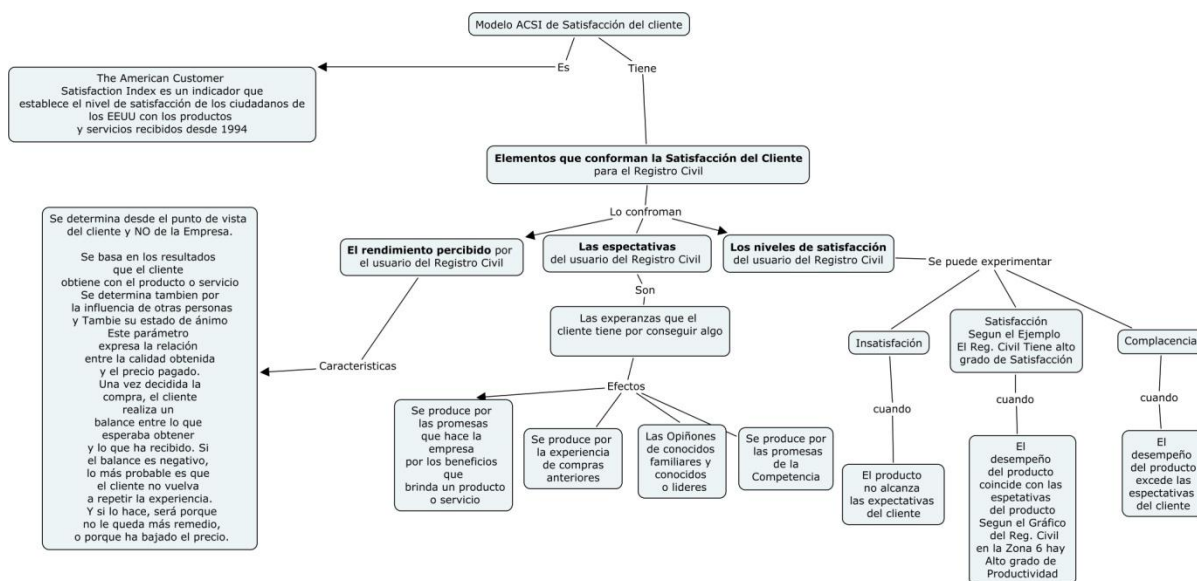 Modelo ACSI de Satisfacción del cliente
Es
Tiene
The American Customer
Satisfaction Index es un indicador que
establece el nivel de satisfacción de los ciudadanos de
los EEUU con los productos
y servicios recibidos desde 1994
Elementos que conforman la Satisfacción del Cliente
para el Registro Civil
Lo confroman
Se determina desde el punto de vista
del cliente y NO de la Empresa.
Se basa en los resultados
que el cliente
obtiene con el producto o servicio
Se determina tambien por
la influencia de otras personas
y Tambie su estado de ánimo
Este parámetro
expresa la relación
entre la calidad obtenida
y el precio pagado.
Una vez decidida la
compra, el cliente
realiza un
balance entre lo que
esperaba obtener
y lo que ha recibido. Si
el balance es negativo,
lo más probable es que
el cliente no vuelva
a repetir la experiencia.
Y si lo hace, será porque
no le queda más remedio,
o porque ha bajado el precio.
El rendimiento percibido por
el usuario del Registro Civil
Caracteristicas
Las espectativas
del usuario del Registro Civil
Son
Las experanzas que el
cliente tiene por conseguir algo
Efectos
Se produce por
las promesas
que hace la
empresa
por los beneficios
que
brinda un producto
o servicio
Se produce por
la experiencia
de compras
anteriores
Las Opiñones
de conocidos
familiares y
conocidos
o lideres
Se produce por
las promesas
de la
Competencia
Los niveles de satisfacción
del usuario del Registro Civil
Se puede experimentar
Insatisfación
cuando
El producto
no alcanza
las expectativas
del cliente
Satisfacción
Segun el Ejemplo
El Reg. Civil Tiene alto
grado de Satisfacción
cuando
El
desempeño
del producto
coincide con las
espetativas
del producto
Segun el Gráfico
del Reg. Civil
en la Zona 6 hay
Alto grado de
Productividad
Complacencia
cuando
El
desempeño
del producto
excede las
espectativas
del cliente